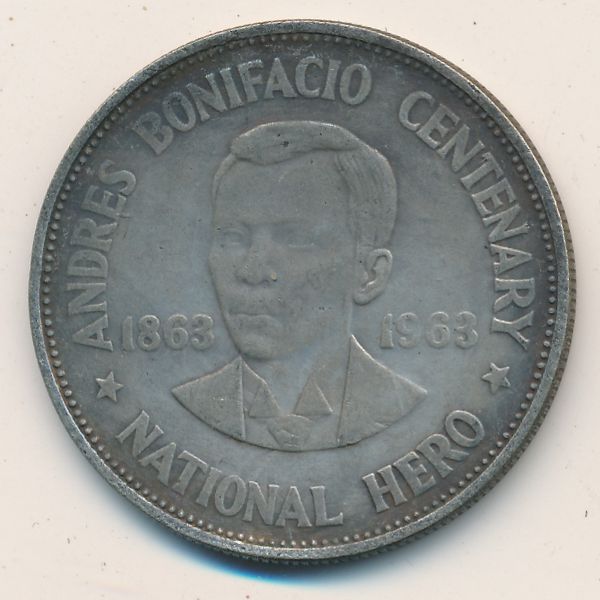 ANDRES BONIFACIO CENTENARY
1863 1963
NATIONAL HERO